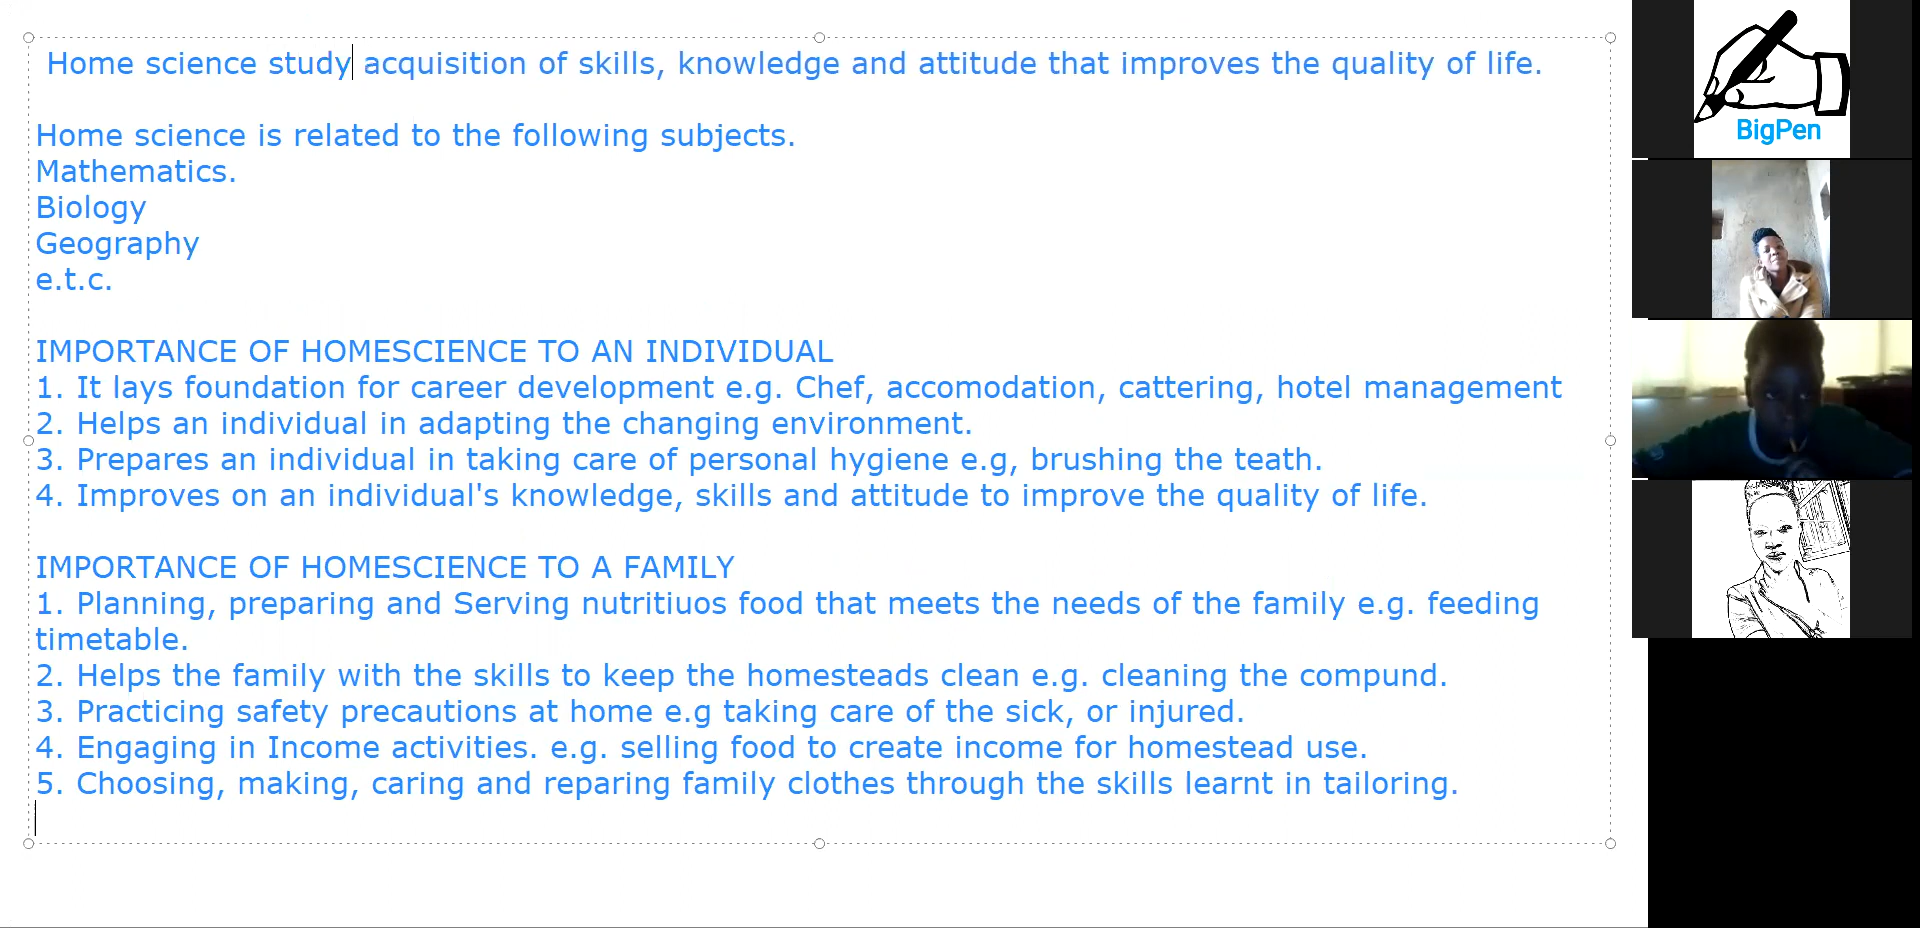 Home science study acquisition of skills, knowledge and attitude that improves the quality of life.
Home science is related to the following subjects.
Mathematics.
Biology
Geography
e.t.c.
IMPORTANCE OF HOMESCIENCE TO AN INDIVIDUAL
1. It lays foundation for career development e.g. Chef, accomodation, cattering, hotel management
2. Helps an individual in adapting the changing environment.
3. Prepares an individual in taking care of personal hygiene e.g, brushing the teath.
4. Improves on an individual's knowledge, skills and attitude to improve the quality of life.
IMPORTANCE OF HOMESCIENCE TO A FAMILY
1. Planning, preparing and Serving nutritiuos food that meets the needs of the family e.g. feeding
timetable.
2. Helps the family with the skills to keep the homesteads clean e.g. cleaning the compund.
3. Practicing safety precautions at home e.g taking care of the sick, or injured.
4. Engaging in Income activities. e.g. selling food to create income for homestead use.
5. Choosing, making, caring and reparing family clothes through the skills learnt in tailoring.
BigPen